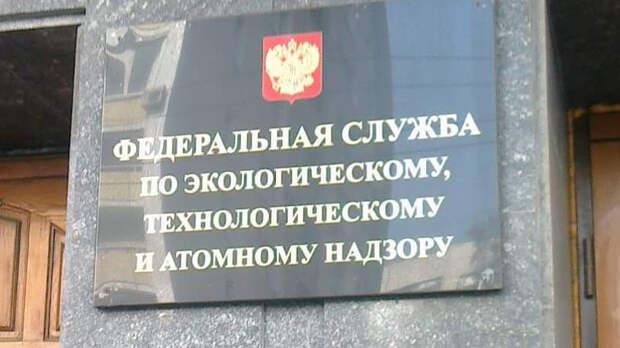 ФЕДЕРАЛЬНАЯ СЛУЖБА
ПО ЭКОЛОГИЧЕСКОМУ,
ТЕХНОЛОГИЧЕСКОМУ
И АТОМНОМУ НАДЗОРУ